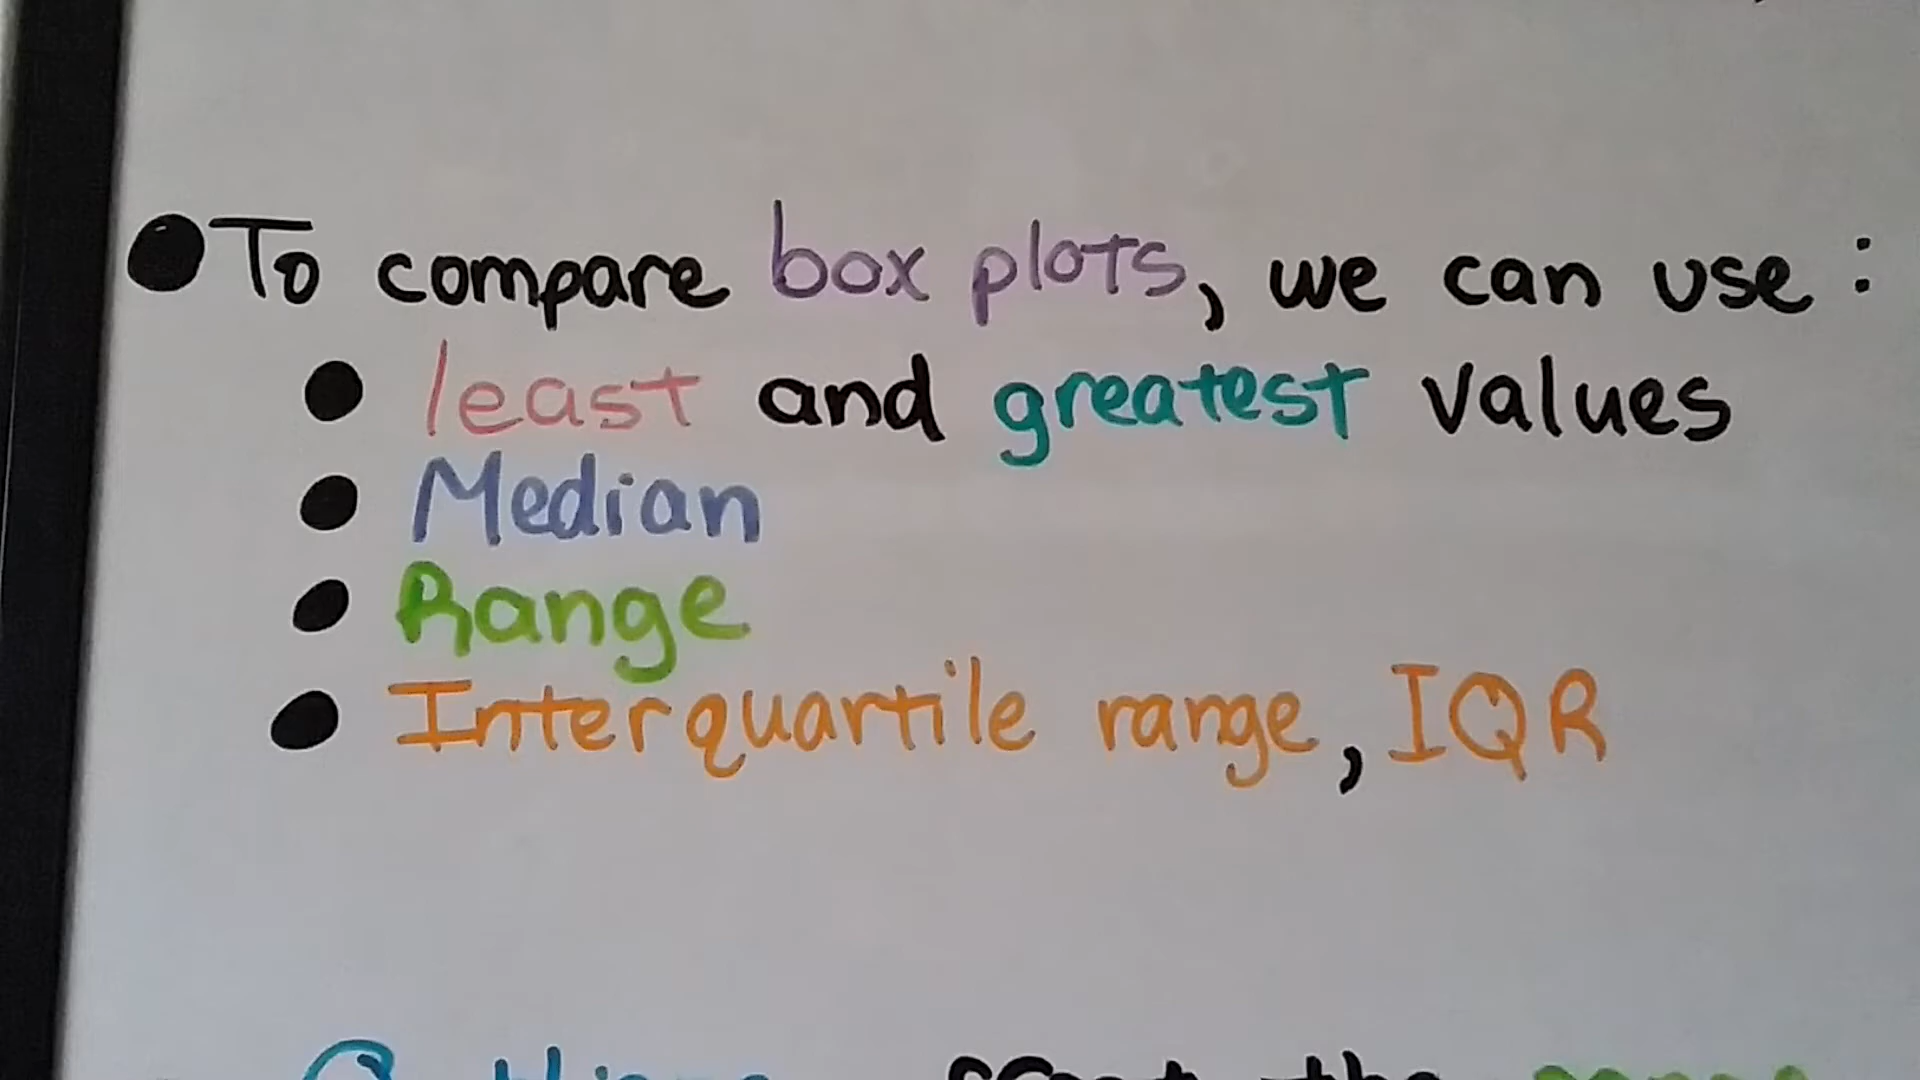 ● To compare box plots, we can use :
● least and greatest values
● Median
● Range
● Interquartile range, IQR